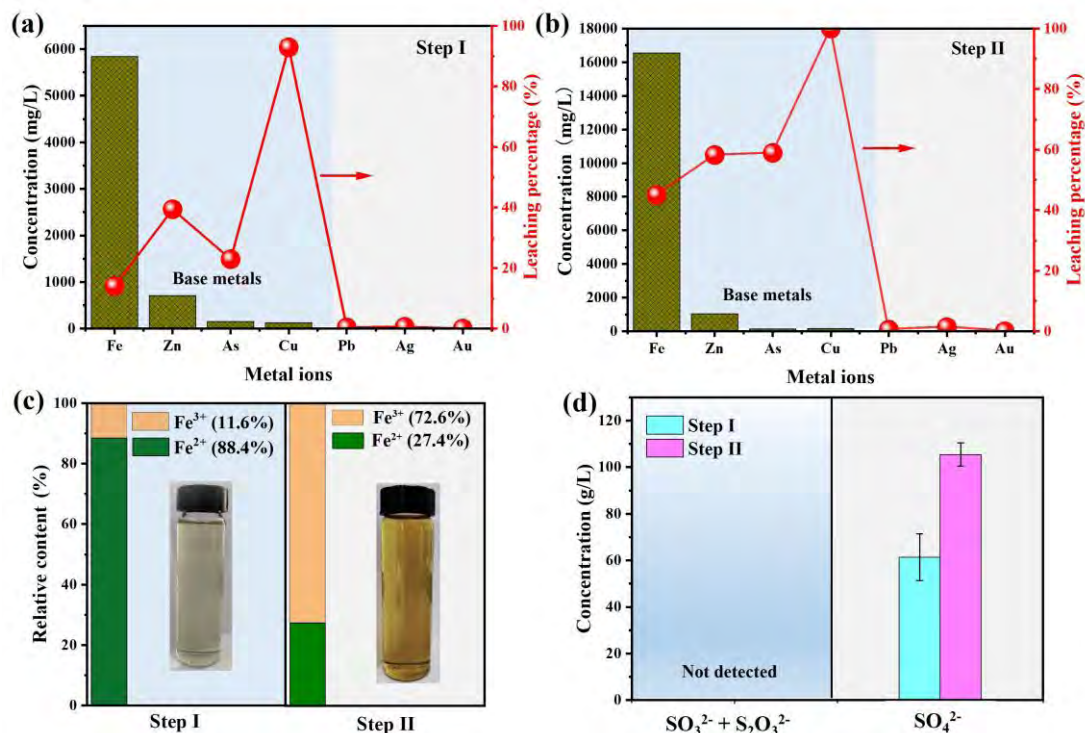 (a)
Step I
Concentration (mg/L)
6000
5000
4000
3000
2000
1000
0
100
80
60
40
20
0
Leaching percentage (%)
Base metals
Fe Zn As Cu Pb Ag Au
Metal ions
(b)
Step II
Concentration (mg/L)
18000
16000
14000
12000
10000
8000
6000
4000
2000
0
100
80
60
40
20
0
Leaching percentage (%)
Base metals
Fe Zn As Cu Pb Ag Au
Metal ions
(c)
Relative content (%)
100
80
60
40
20
0
Fe³⁺ (11.6%)
Fe²⁺ (88.4%)
Fe³⁺ (72.6%)
Fe²⁺ (27.4%)
Step I Step II
(d)
Concentration (g/L)
120
100
80
60
40
20
0
Step I
Step II
Not detected
SO₃²⁻ + S₂O₃²⁻ SO₄²⁻